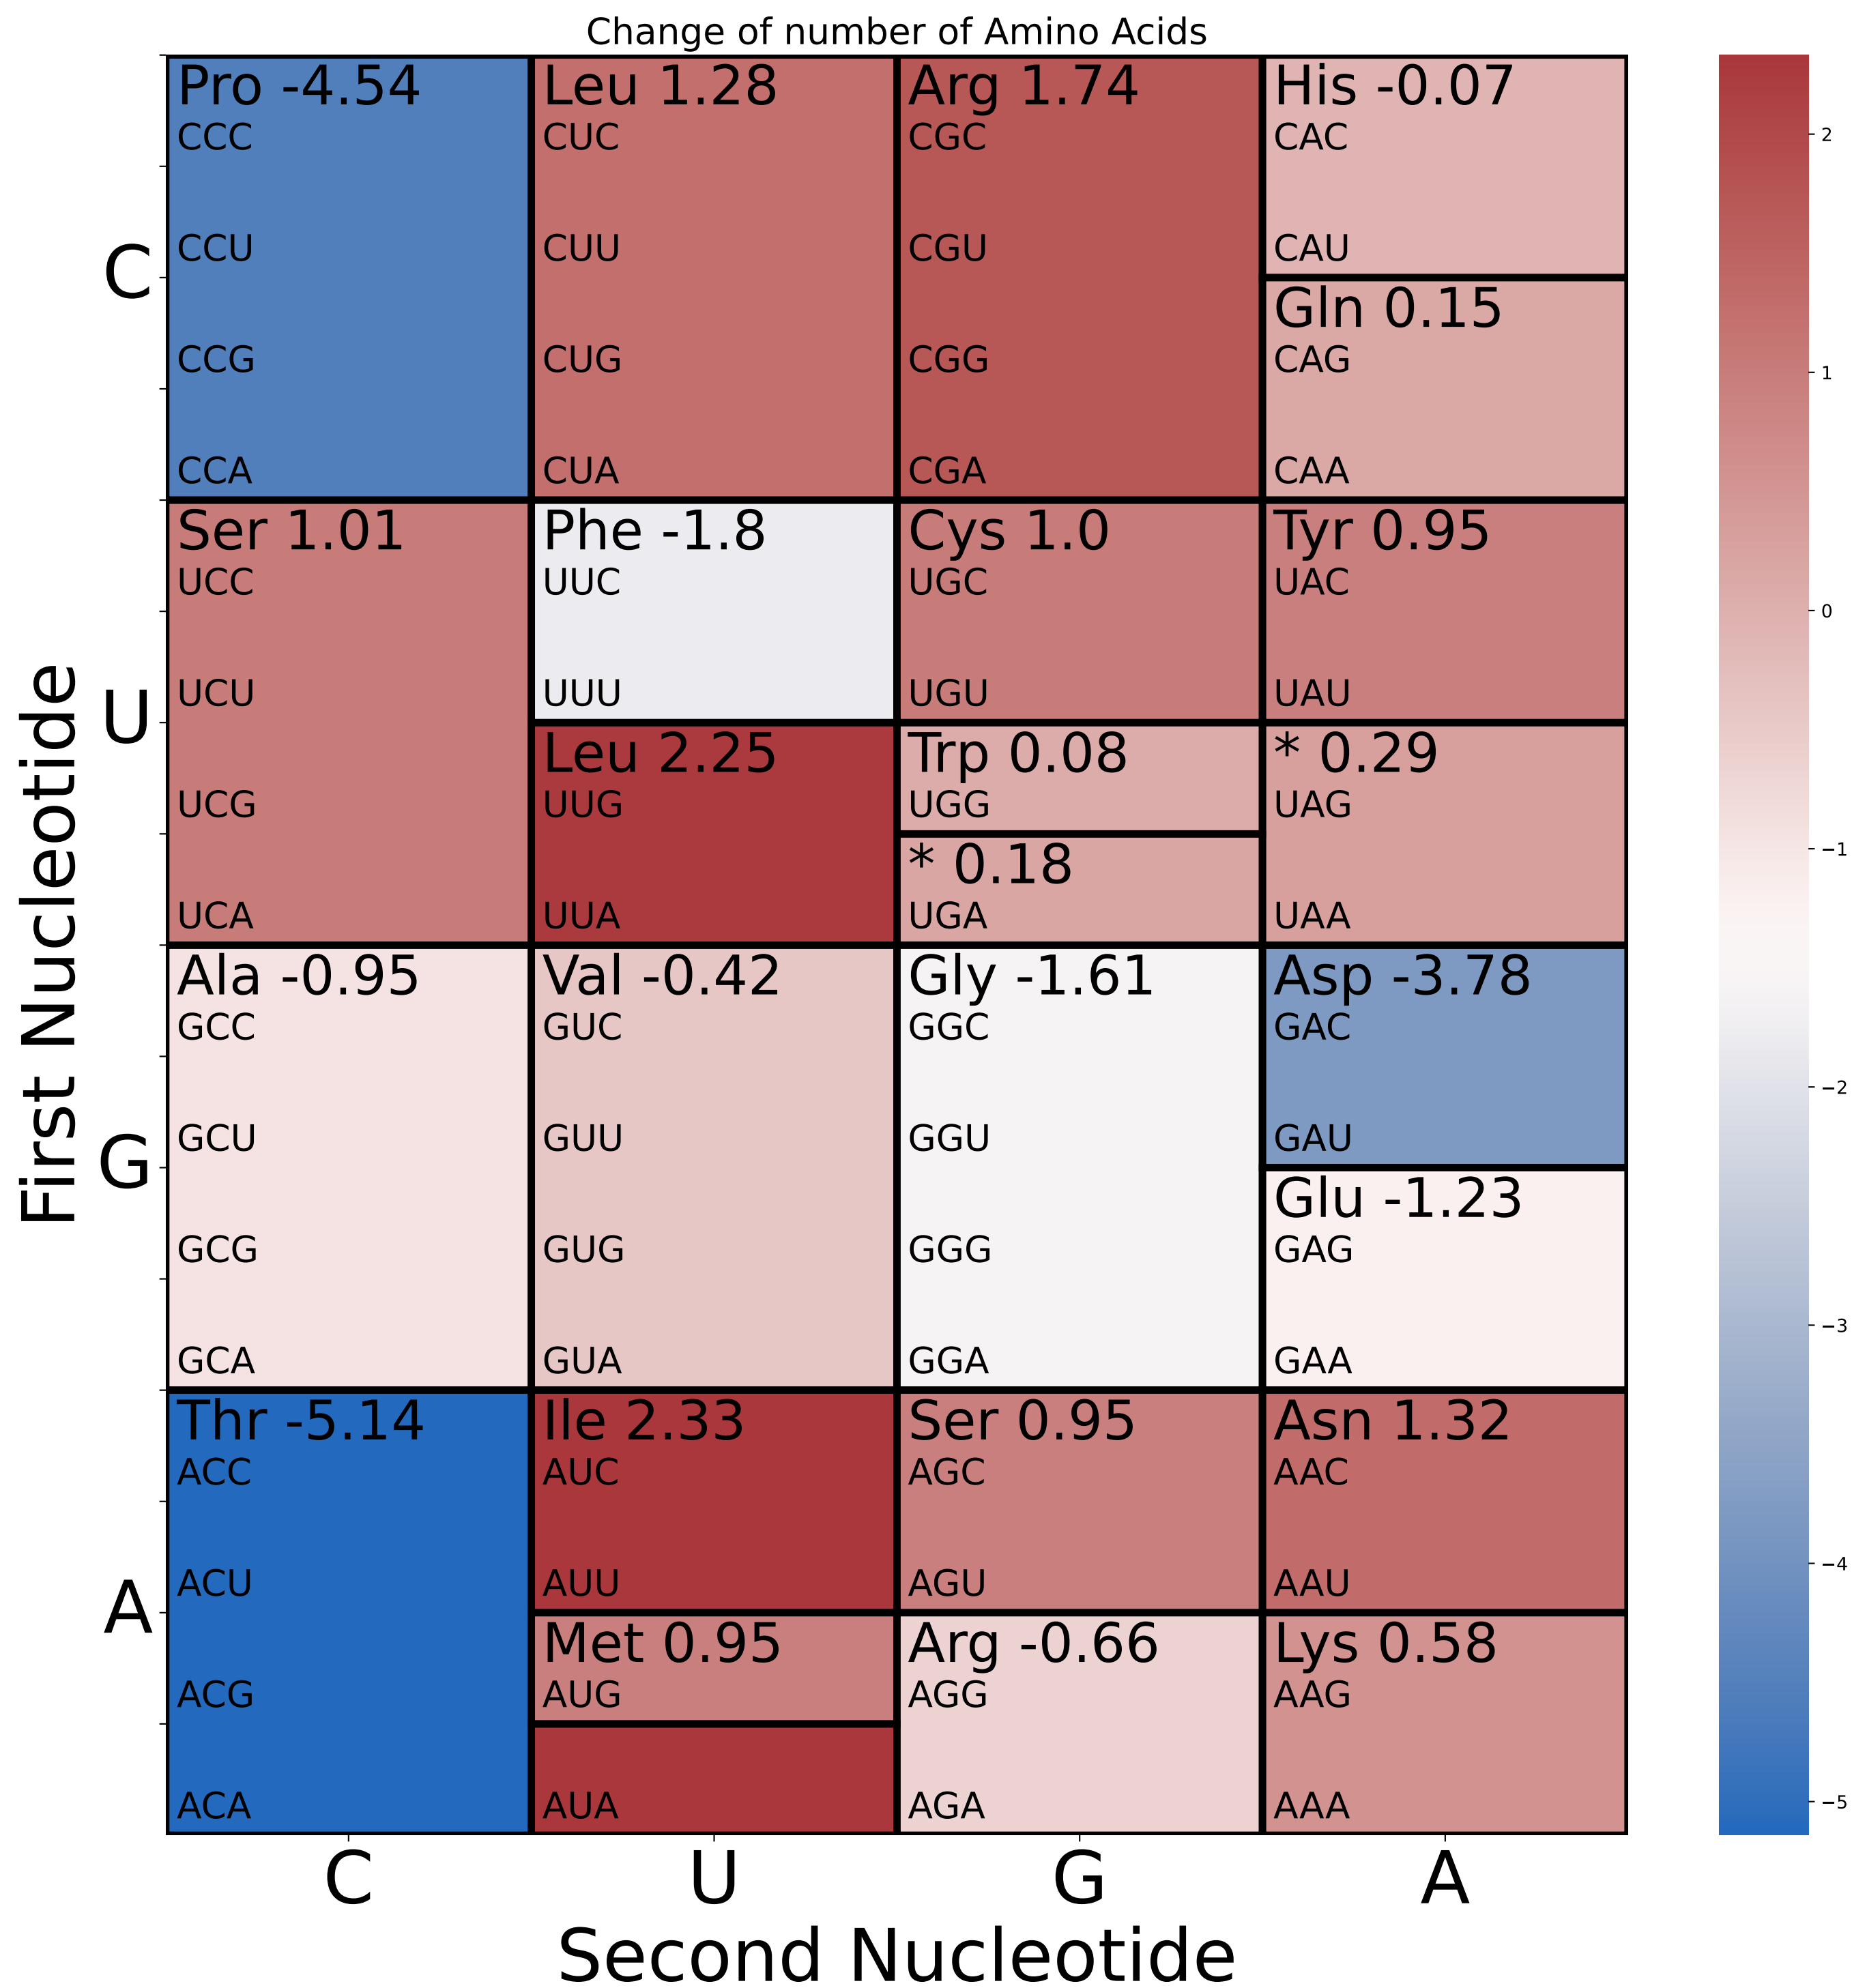 Change of number of Amino Acids
First Nucleotide
C
Pro -4.54
CCC
CCU
CCG
CCA
Leu 1.28
CUC
CUU
CUG
CUA
Arg 1.74
CGC
CGU
CGG
CGA
His -0.07
CAC
CAU
Gln 0.15
CAG
CAA
U
Ser 1.01
UCC
UCU
UCG
UCA
Phe -1.8
UUC
UUU
Leu 2.25
UUG
UUA
Cys 1.0
UGC
UGU
Trp 0.08
UGG
* 0.18
UGA
Tyr 0.95
UAC
UAU
* 0.29
UAG
UAA
G
Ala -0.95
GCC
GCU
GCG
GCA
Val -0.42
GUC
GUU
GUG
GUA
Gly -1.61
GGC
GGU
GGG
GGA
Asp -3.78
GAC
GAU
Glu -1.23
GAG
GAA
A
Thr -5.14
ACC
ACU
ACG
ACA
Ile 2.33
AUC
AUU
Met 0.95
AUG
AUA
Ser 0.95
AGC
AGU
Arg -0.66
AGG
AGA
Asn 1.32
AAC
AAU
Lys 0.58
AAG
AAA
C U G A
Second Nucleotide
2
1
0
−1
−2
−3
−4
−5